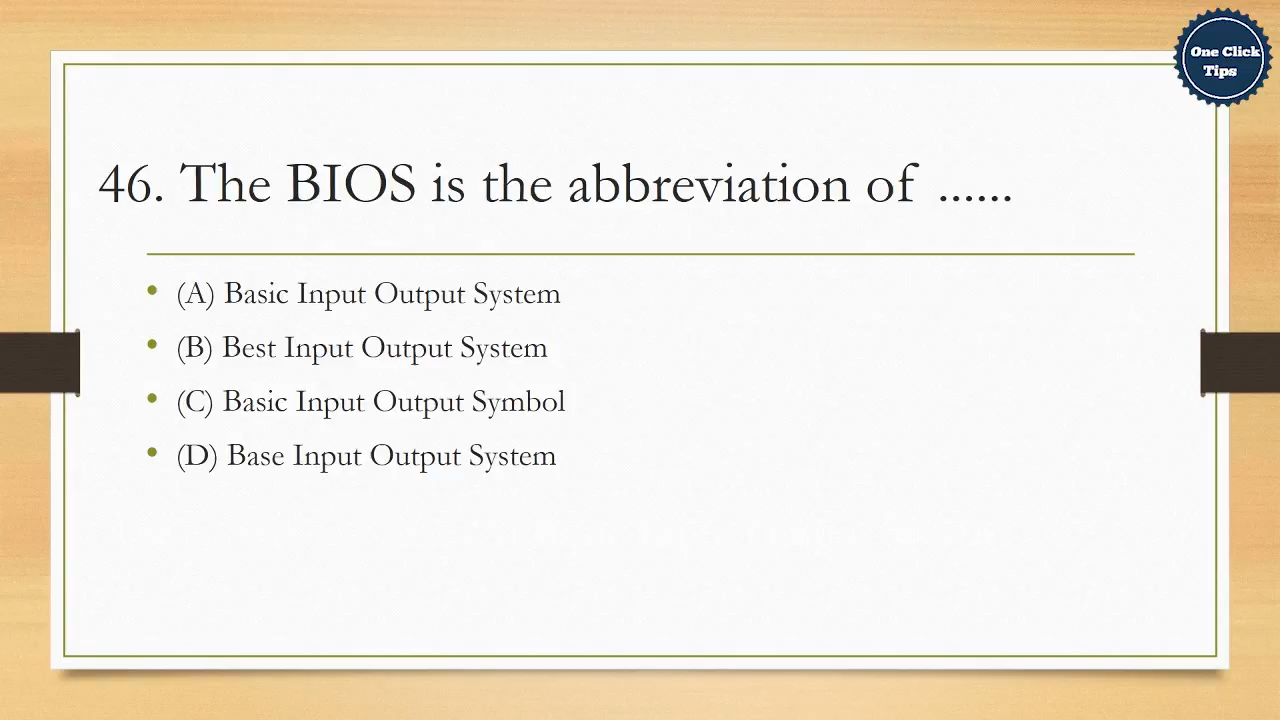 One Click
Tips
46. The BIOS is the abbreviation of ......
• (A) Basic Input Output System
• (B) Best Input Output System
• (C) Basic Input Output Symbol
• (D) Base Input Output System